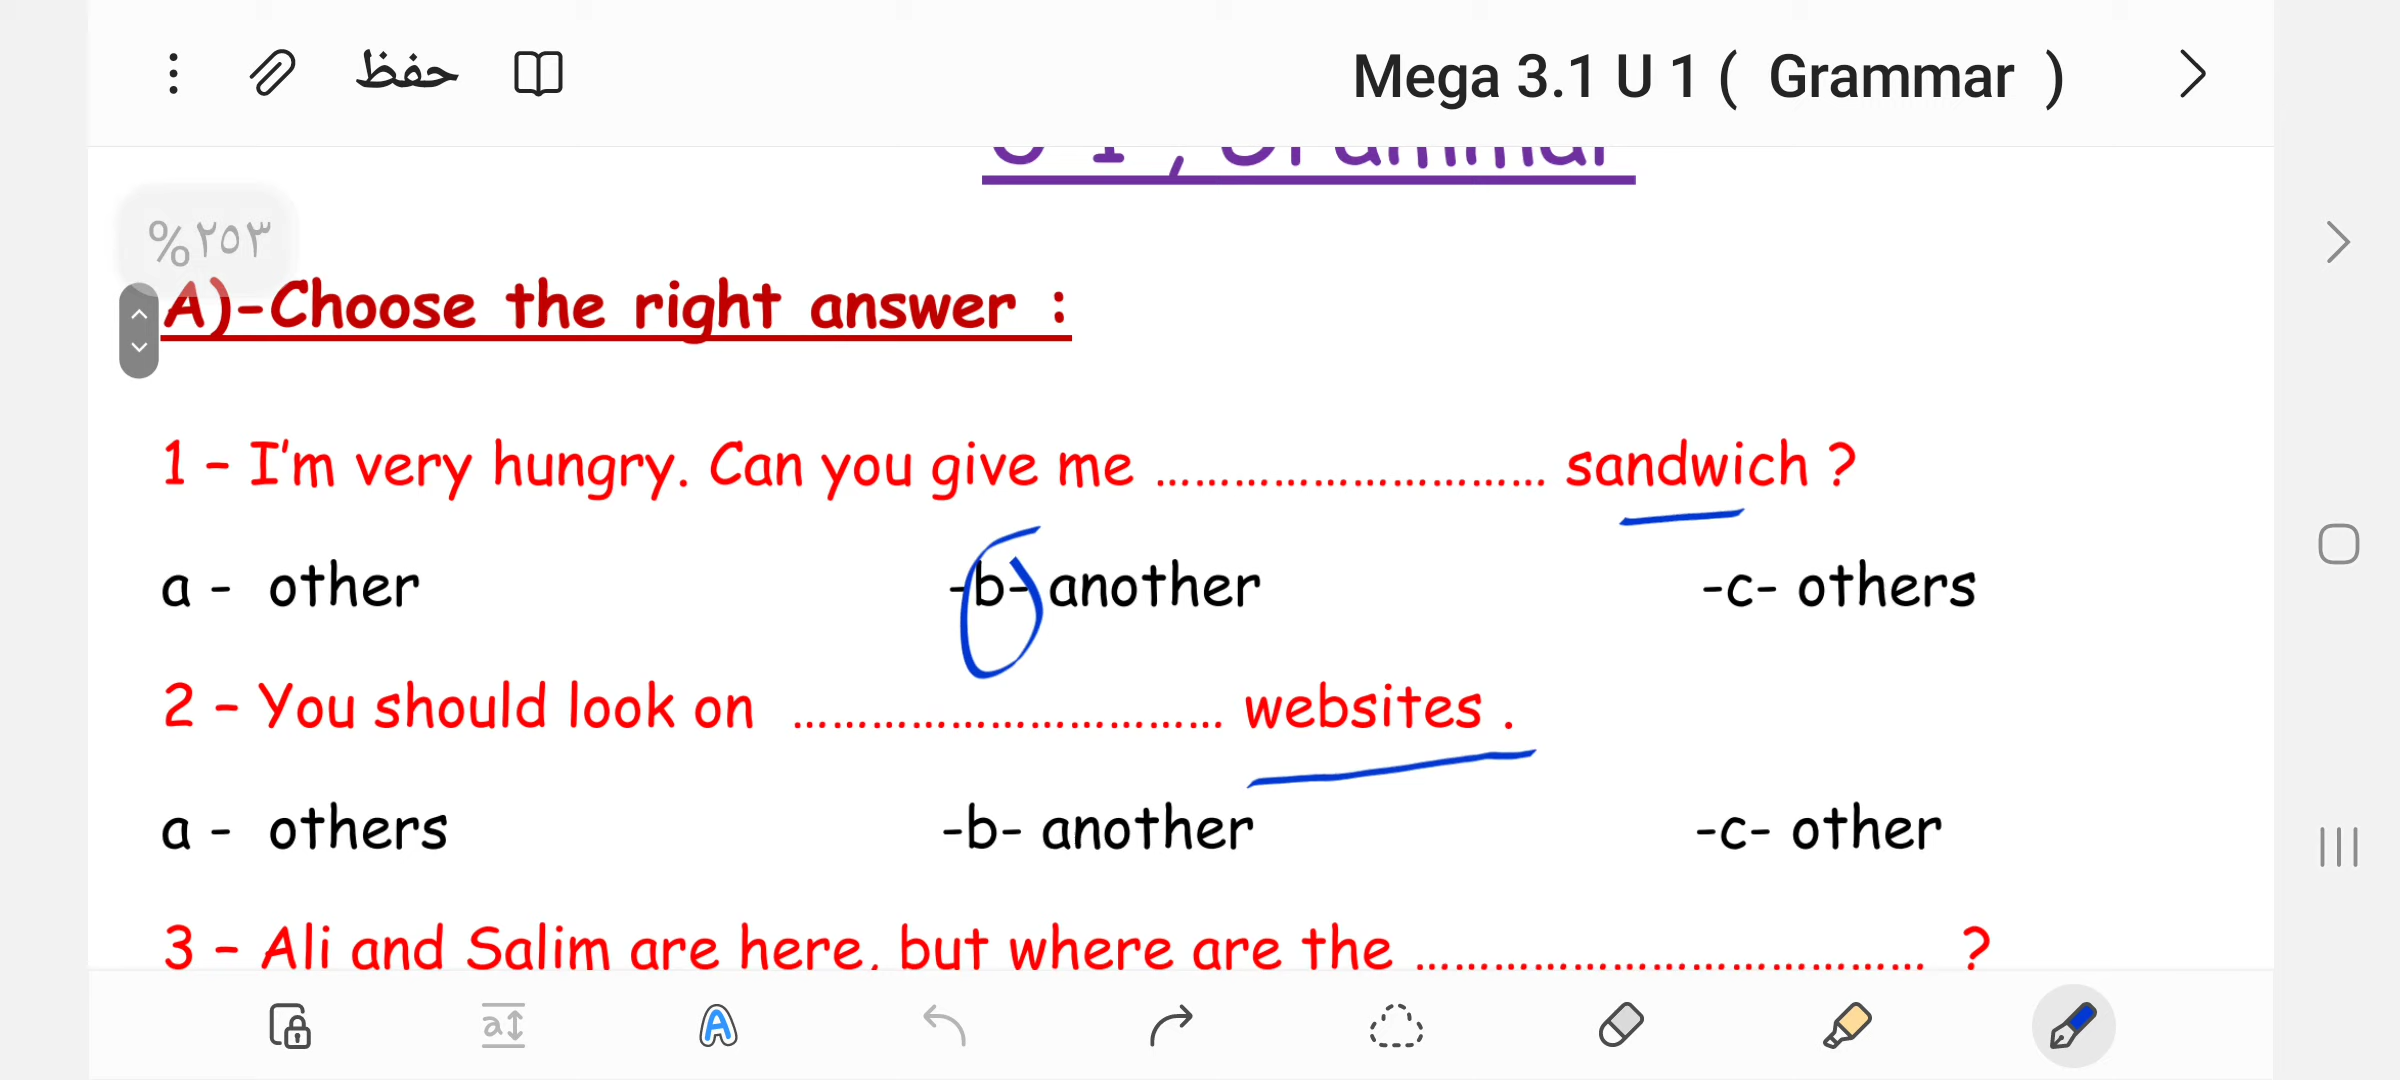 حفظ
Mega 3.1 U 1 ( Grammar )
U 1 , Grammar
%٢٥٣
A)-Choose the right answer :
1 – I'm very hungry. Can you give me ............................. sandwich ?
a - other -b- another -c- others
2 – You should look on ................................. websites .
a - others -b- another -c- other
3 – Ali and Salim are here, but where are the ....................................... ?